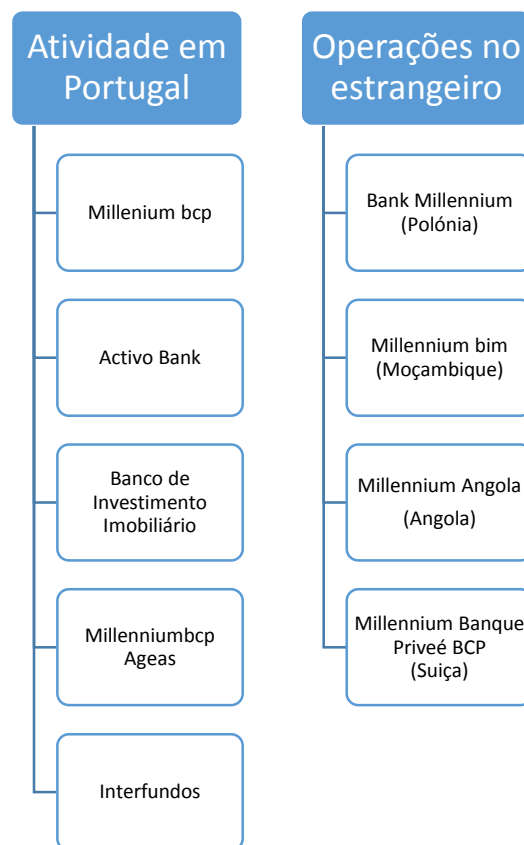 Atividade em
Portugal
Millenium bcp
Activo Bank
Banco de
Investimento
Imobiliário
Millenniumbcp
Ageas
Interfundos
Operações no
estrangeiro
Bank Millennium
(Polónia)
Millennium bim
(Moçambique)
Millennium Angola
(Angola)
Millennium Banque
Priveé BCP
(Suiça)